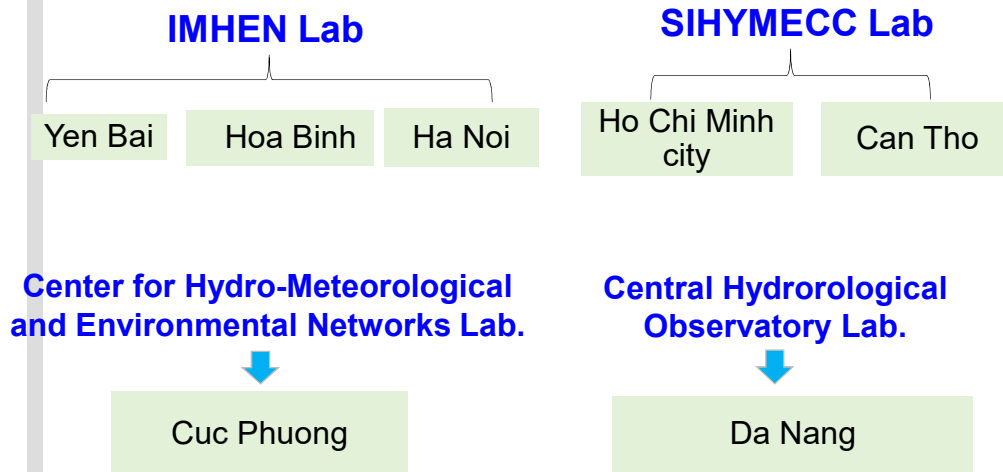 IMHEN Lab
Yen Bai
Hoa Binh
Ha Noi
SIHYMECC Lab
Ho Chi Minh
city
Can Tho
Center for Hydro-Meteorological
and Environmental Networks Lab.
Cuc Phuong
Central Hydrorological
Observatory Lab.
Da Nang